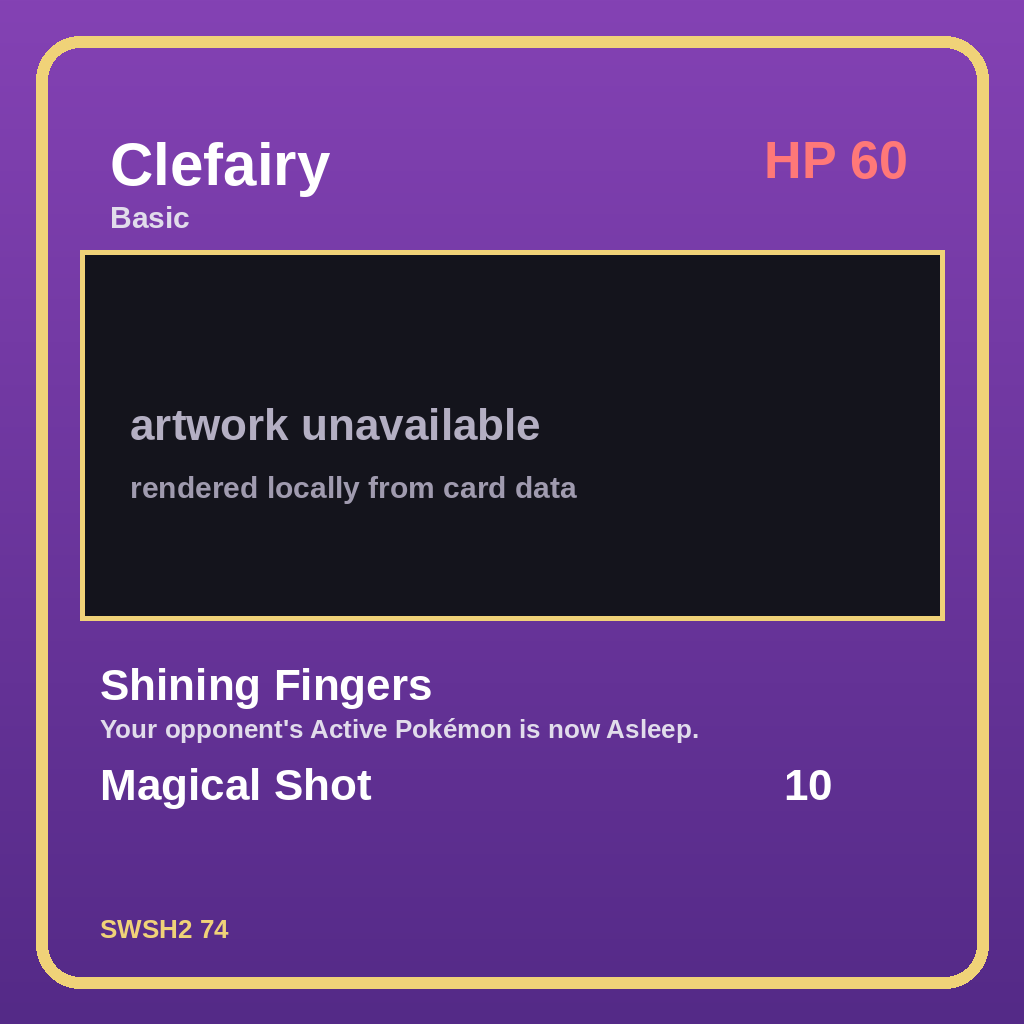 Clefairy
HP 60
Basic
artwork unavailable
rendered locally from card data
Shining Fingers
Your opponent's Active Pokémon is now Asleep.
Magical Shot 10
SWSH2 74